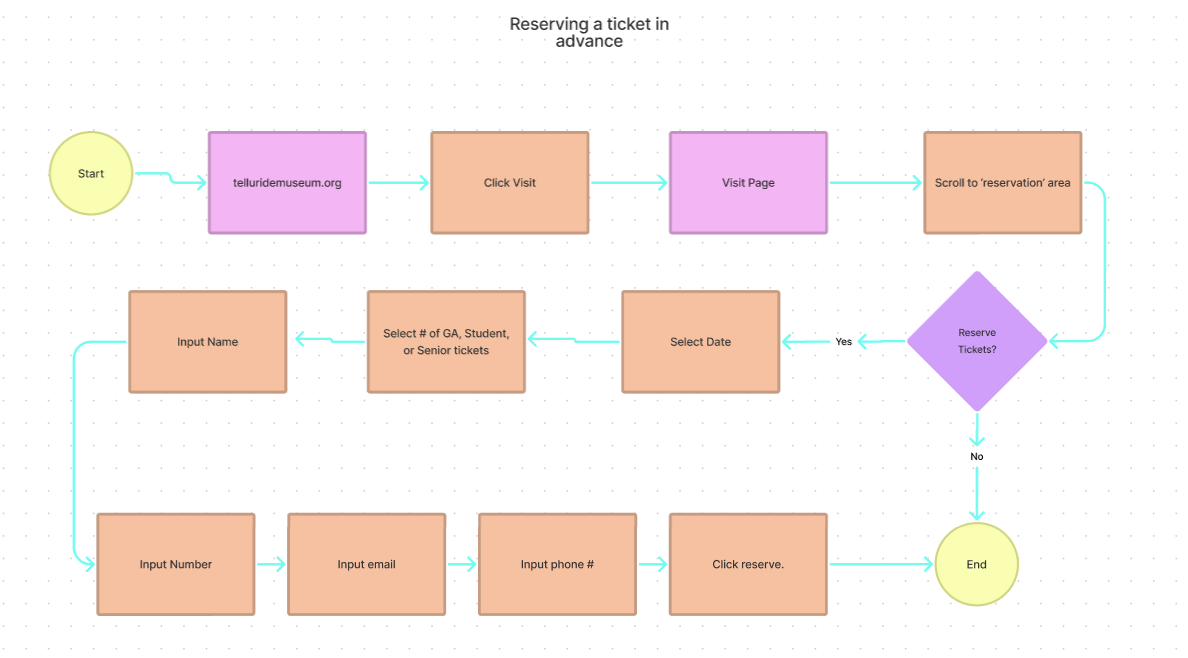 Reserving a ticket in
advance
Start
telluridemuseum.org
Click Visit
Visit Page
Scroll to ‘reservation’ area
Reserve
Tickets?
Yes
Select Date
Select # of GA, Student,
or Senior tickets
Input Name
No
Input Number
Input email
Input phone #
Click reserve.
End